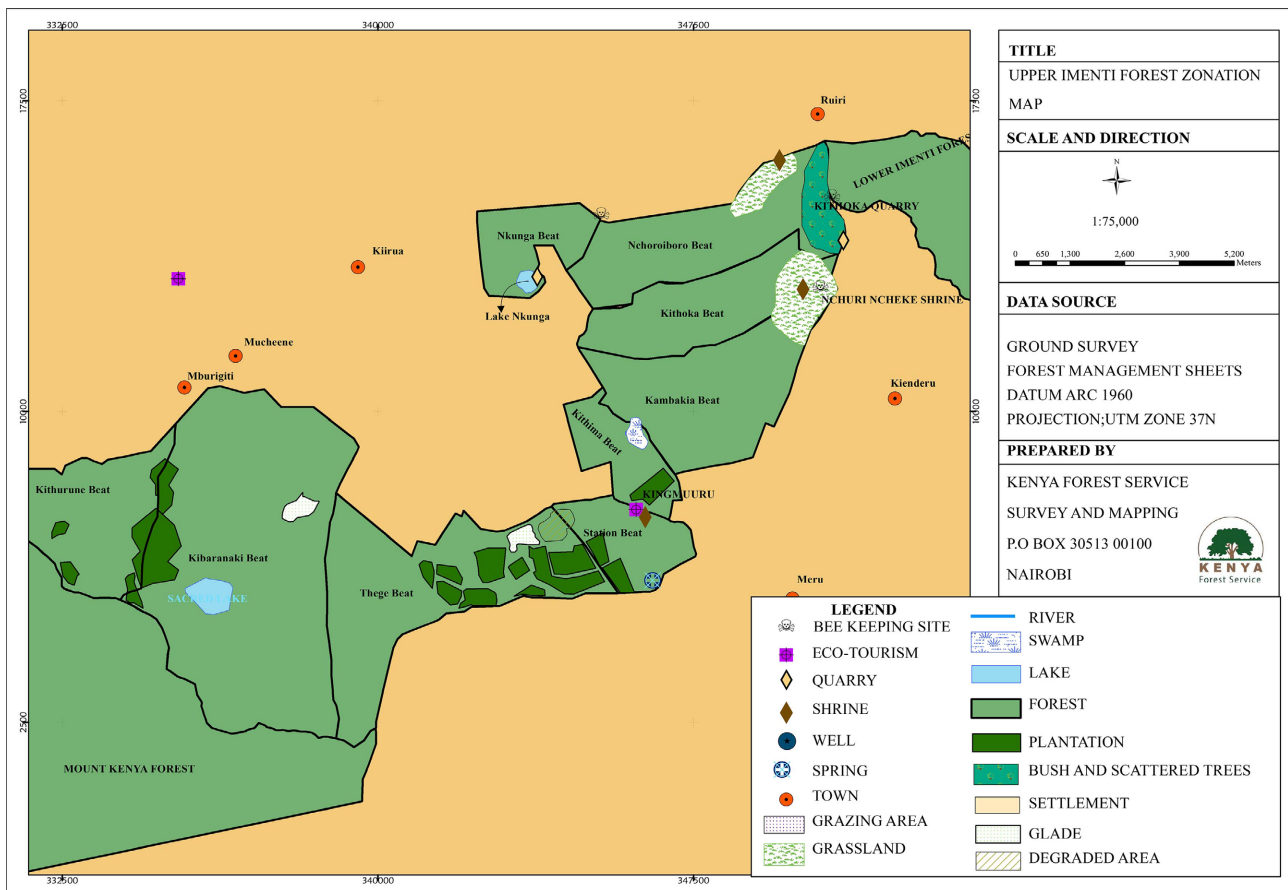 332500
340000
347500
17500
17500
Ruiri
LOWER IMENTI FORES
KITHOKA QUARRY
Nkunga Beat
Nchoroiboro Beat
Kiirua
NCHURI NCHEKE SHRINE
Lake Nkunga
Kithoka Beat
Mucheene
Mburigiti
Kambakia Beat
Kienderu
10000
10000
Kithima Beat
Kithurune Beat
KINGMUURU
Station Beat
Kibaranaki Beat
Thege Beat
Meru
SACRED LAKE
2500
MOUNT KENYA FOREST
332500
340000
347500
TITLE
UPPER IMENTI FOREST ZONATION
MAP
SCALE AND DIRECTION
N
1:75,000
0 650 1,300 2,600 3,900 5,200
Meters
DATA SOURCE
GROUND SURVEY
FOREST MANAGEMENT SHEETS
DATUM ARC 1960
PROJECTION;UTM ZONE 37N
PREPARED BY
KENYA FOREST SERVICE
SURVEY AND MAPPING
P.O BOX 30513 00100
NAIROBI
KENYA
Forest Service
LEGEND
BEE KEEPING SITE
ECO-TOURISM
QUARRY
SHRINE
WELL
SPRING
TOWN
GRAZING AREA
GRASSLAND
RIVER
SWAMP
LAKE
FOREST
PLANTATION
BUSH AND SCATTERED TREES
SETTLEMENT
GLADE
DEGRADED AREA